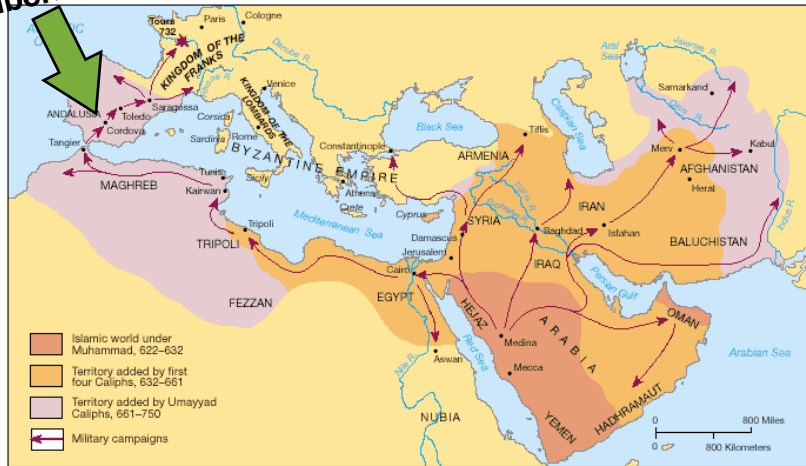 Tours
732
Paris
Cologne
KINGDOM OF THE
FRANKS
Danube R.
Rhone R.
Venice
KINGDOM OF THE
LOMBARDS
ANDALUSIA
Saragossa
Toledo
Cordova
Corsica
Sardinia
Rome
Tangier
BYZANTINE EMPIRE
Constantinople
Black Sea
Caspian Sea
Aral
Sea
Jaxartes R.
Samarkand
Tiflis
ARMENIA
Merv
Kabul
AFGHANISTAN
Herat
Tunis
Sicily
Athens
Crete
Cyprus
MAGHREB
Kairwan
Mediterranean Sea
SYRIA
Tigris R.
Euphrates R.
IRAN
Baghdad
Isfahan
Indus R.
Tripoli
TRIPOLI
Damascus
Jerusalem
IRAQ
BALUCHISTAN
Cairo
EGYPT
Persian Gulf
FEZZAN
HEJAZ
ARABIA
OMAN
Medina
Aswan
Red Sea
Mecca
Arabian Sea
Nile R.
NUBIA
YEMEN
HADHRAMAUT
Islamic world under
Muhammad, 622–632
Territory added by first
four Caliphs, 632–661
Territory added by Umayyad
Caliphs, 661–750
Military campaigns
0 800 Miles
0 800 Kilometers